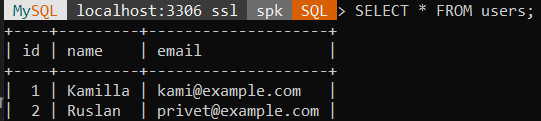 MySQL localhost:3306 ssl spk SQL> SELECT * FROM users;
+----+---------+--------------------+
| id | name    | email              |
+----+---------+--------------------+
|  1 | Kamilla | kami@example.com   |
|  2 | Ruslan  | privet@example.com |